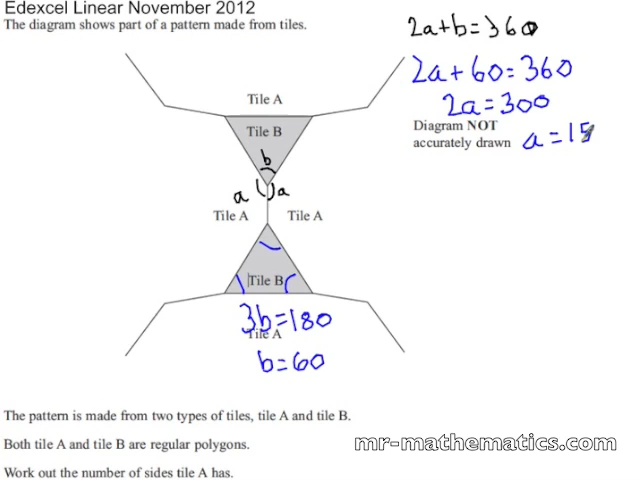 Edexcel Linear November 2012
The diagram shows part of a pattern made from tiles.
2a+b=360
2a+60=360
2a=300
Diagram NOT
accurately drawn
a=15
Tile A
Tile B
b
a a
Tile A Tile A
Tile B
3b=180
Tile A
b=60
The pattern is made from two types of tiles, tile A and tile B.
Both tile A and tile B are regular polygons.
mr-mathematics.com
Work out the number of sides tile A has.